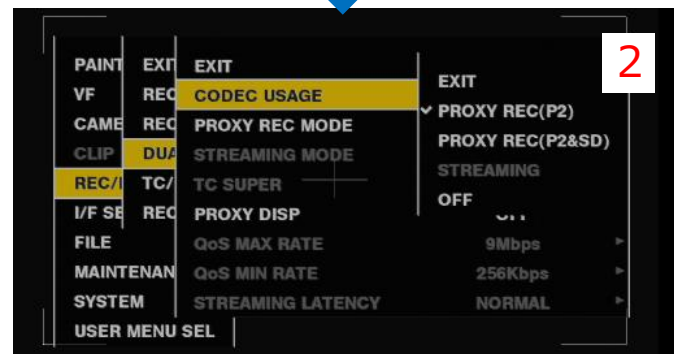 2
PAINT EXIT EXIT
VF REC CODEC USAGE EXIT
CAME REC PROXY REC MODE PROXY REC(P2)
CLIP DUA STREAMING MODE PROXY REC(P2&SD)
REC/I TC/ TC SUPER STREAMING
I/F SE REC PROXY DISP OFF
FILE QoS MAX RATE 9Mbps
MAINTENAN QoS MIN RATE 256Kbps
SYSTEM STREAMING LATENCY NORMAL
USER MENU SEL